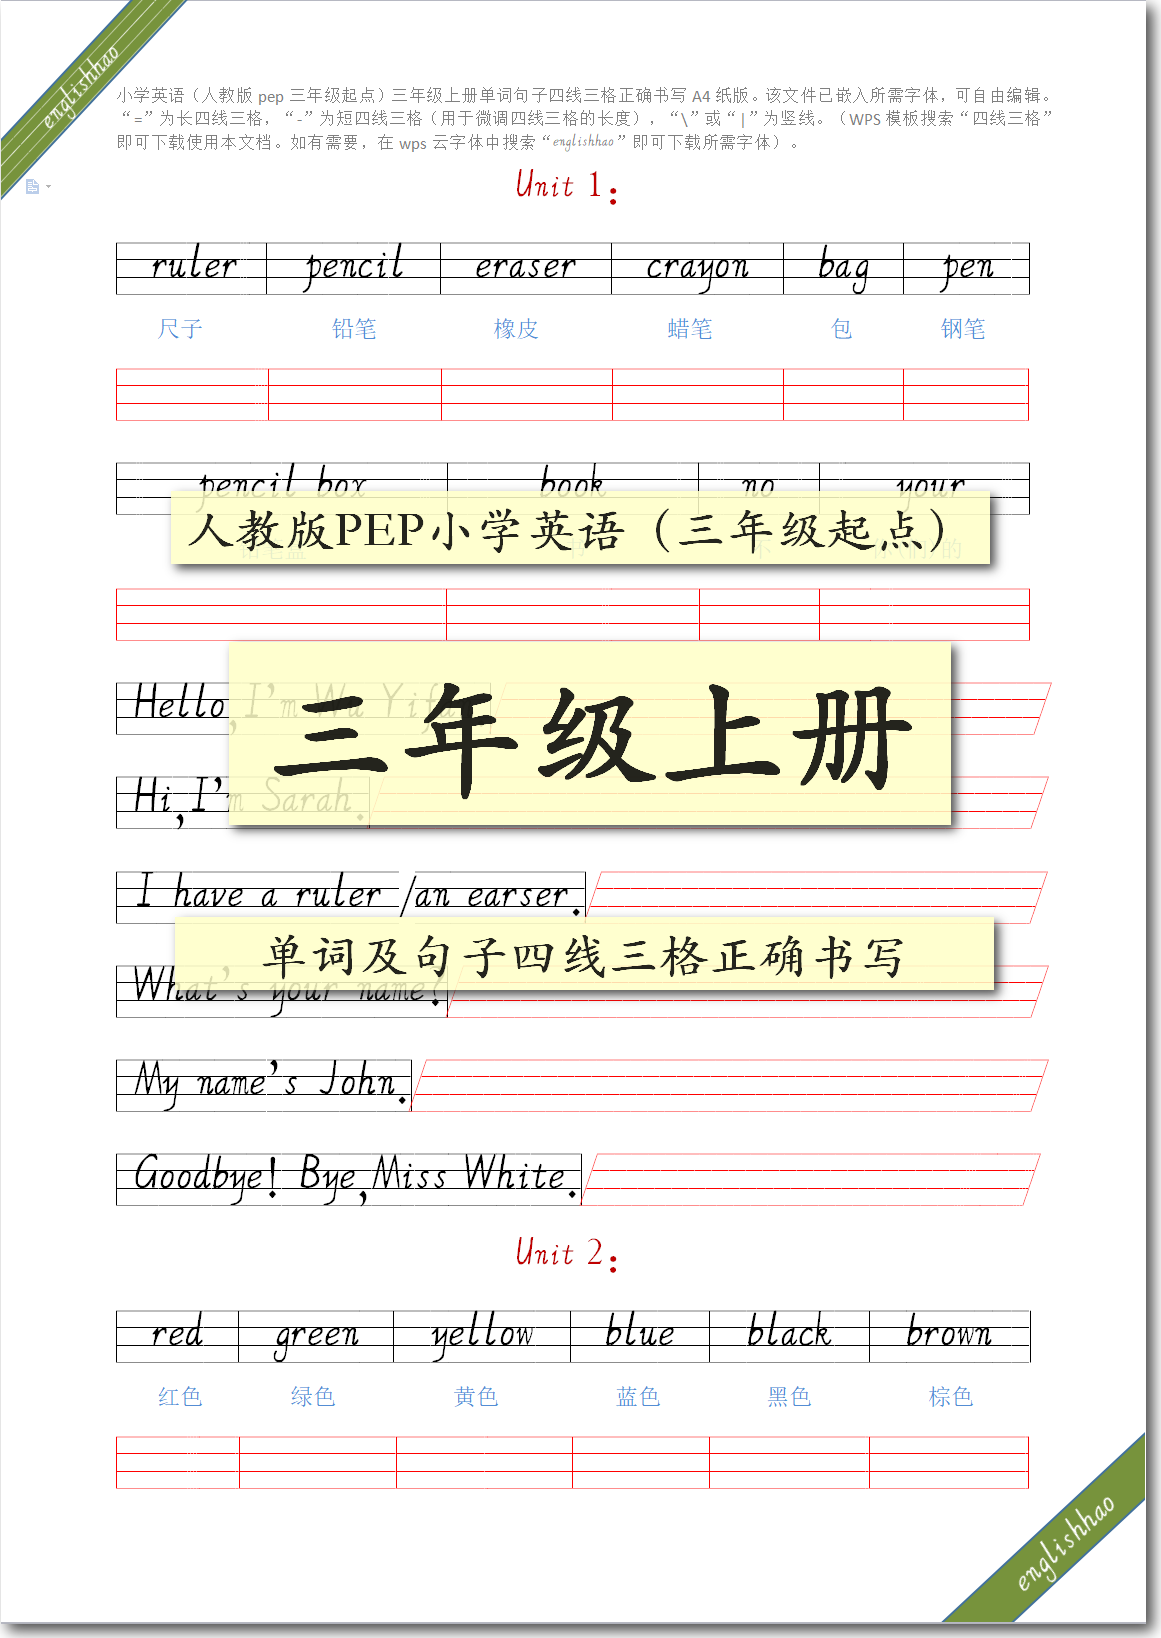 englishhao
小学英语（人教版 pep 三年级起点）三年级上册单词句子四线三格正确书写 A4 纸版。该文件已嵌入所需字体，可自由编辑。
“=”为长四线三格，“-”为短四线三格（用于微调四线三格的长度），“\”或“|”为竖线。（WPS 模板搜索“四线三格”
即可下载使用本文档。如有需要，在 wps 云字体中搜索“englishhao”即可下载所需字体）。
Unit 1:
ruler pencil eraser crayon bag pen
尺子 铅笔 橡皮 蜡笔 包 钢笔
pencil box book no your
人教版PEP小学英语（三年级起点）
不 你(们)的
Hello,I'm Wu Yifan
三年级上册
Hi,I'm Sarah.
I have a ruler /an earser.
单词及句子四线三格正确书写
What's your name?
My name's John.
Goodbye! Bye,Miss White.
Unit 2:
red green yellow blue black brown
红色 绿色 黄色 蓝色 黑色 棕色
englishhao